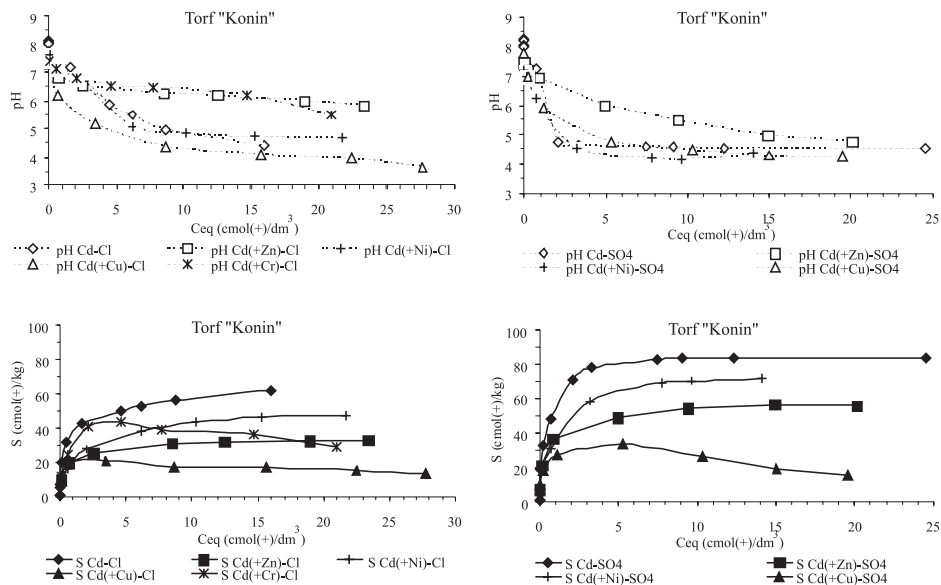 Torf "Konin"
9
8
7
6
5
4
3
pH
0 5 10 15 20 25 30
Ceq (cmol(+)/dm3)
pH Cd-Cl pH Cd(+Zn)-Cl pH Cd(+Ni)-Cl
pH Cd(+Cu)-Cl pH Cd(+Cr)-Cl
Torf "Konin"
9
8
7
6
5
4
3
pH
0 5 10 15 20 25
Ceq (cmol(+)/dm3)
pH Cd-SO4 pH Cd(+Zn)-SO4
pH Cd(+Ni)-SO4 pH Cd(+Cu)-SO4
Torf "Konin"
100
80
60
40
20
0
S (cmol(+)/kg)
0 5 10 15 20 25 30
Ceq (cmol(+)/dm3)
S Cd-Cl S Cd(+Zn)-Cl S Cd(+Ni)-Cl
S Cd(+Cu)-Cl S Cd(+Cr)-Cl
Torf "Konin"
100
80
60
40
20
0
S (cmol(+)/kg)
0 5 10 15 20 25
Ceq (cmol(+)/dm3)
S Cd-SO4 S Cd(+Zn)-SO4
S Cd(+Ni)-SO4 S Cd(+Cu)-SO4